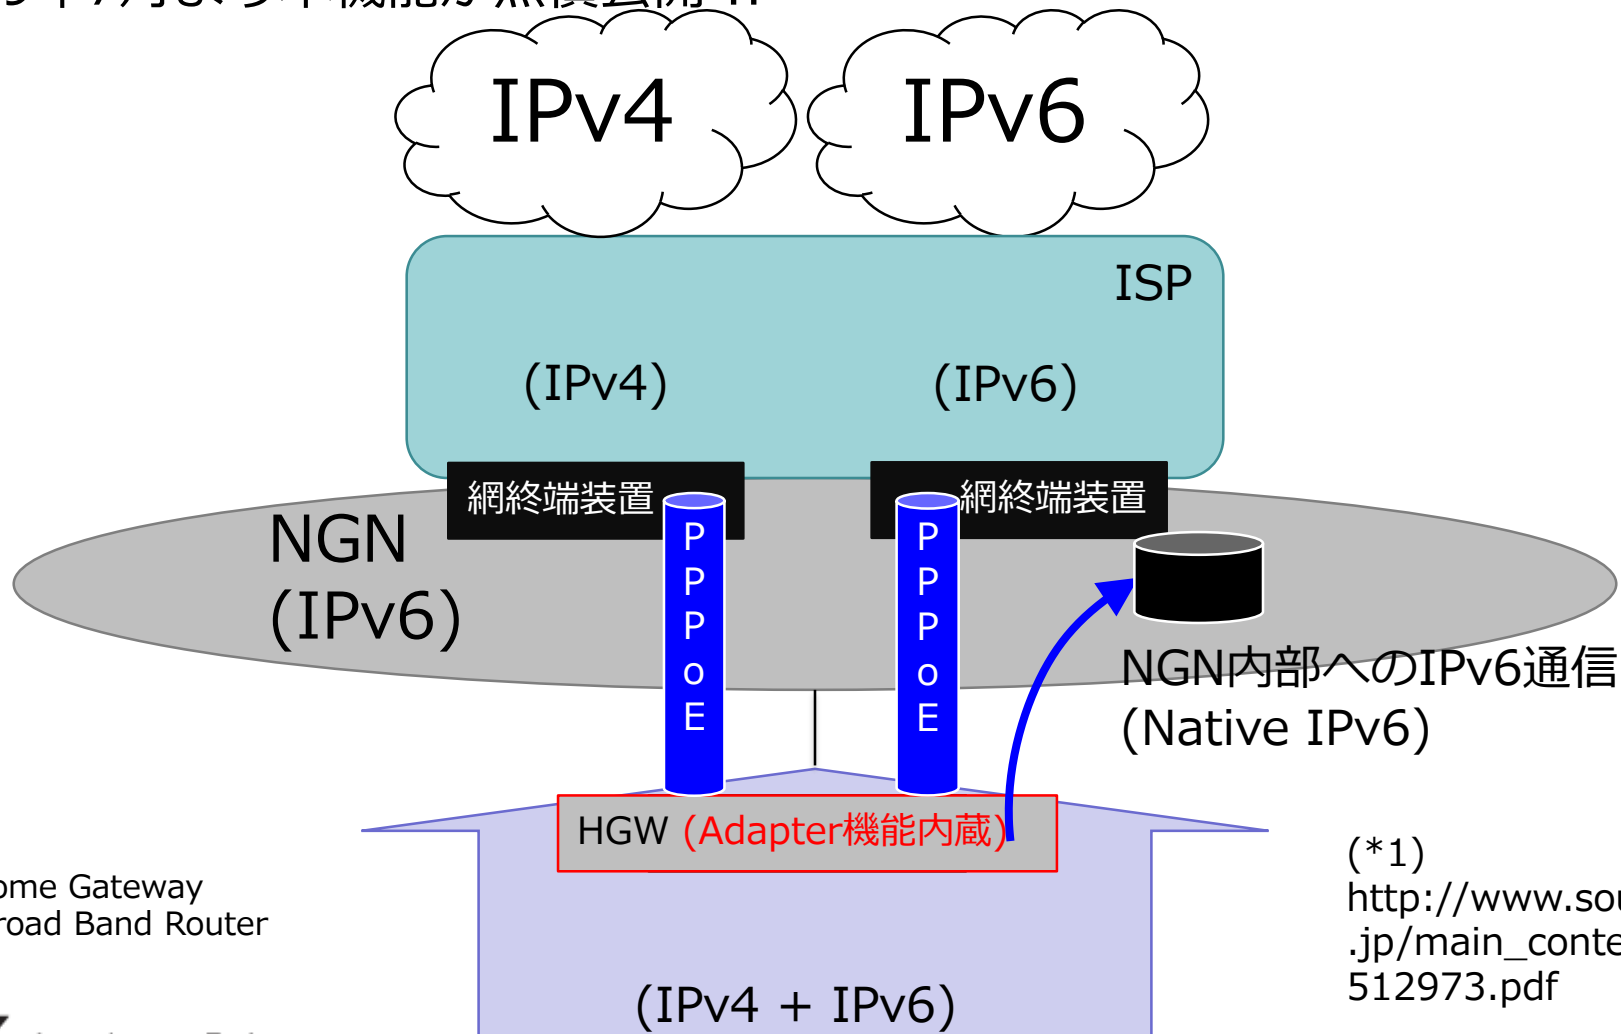 IPv4
IPv6
ISP
(IPv4)
(IPv6)
網終端装置
網終端装置
NGN
(IPv6)
PPPoE
PPPoE
NGN内部へのIPv6通信
(Native IPv6)
HGW (Adapter機能内蔵)
(*1)
ome Gateway
http://www.sou
road Band Router
.jp/main_conte
512973.pdf
(IPv4 + IPv6)